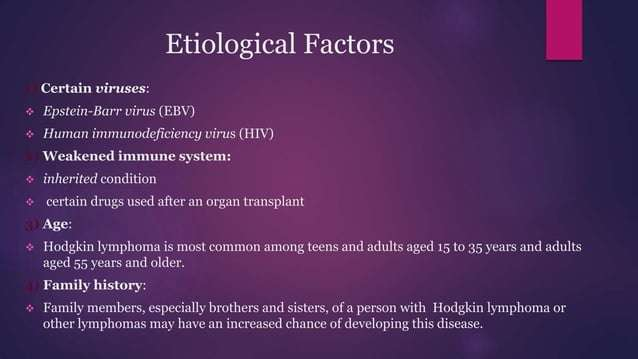 Etiological Factors
1) Certain viruses:
❖ Epstein-Barr virus (EBV)
❖ Human immunodeficiency virus (HIV)
2) Weakened immune system:
❖ inherited condition
❖ certain drugs used after an organ transplant
3) Age:
❖ Hodgkin lymphoma is most common among teens and adults aged 15 to 35 years and adults
aged 55 years and older.
4) Family history:
❖ Family members, especially brothers and sisters, of a person with Hodgkin lymphoma or
other lymphomas may have an increased chance of developing this disease.